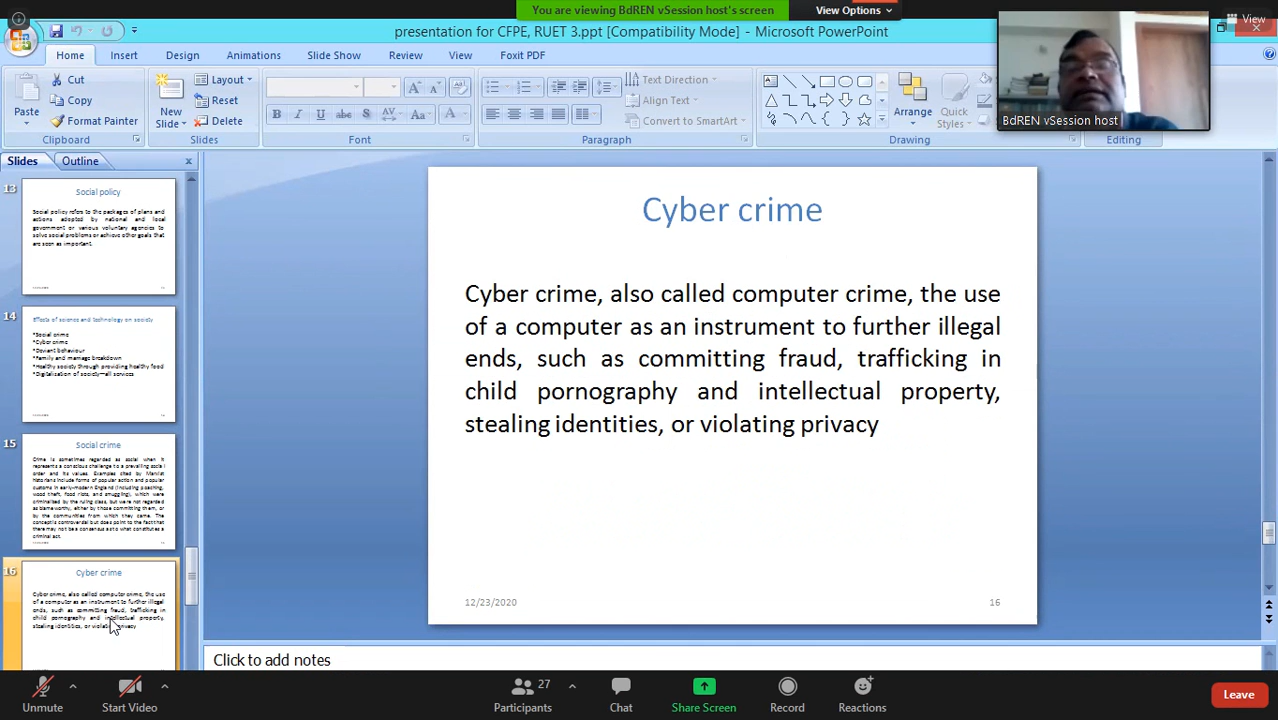 You are viewing BdREN vSession host's screen
View Options
View
presentation for CFPE, RUET 3.ppt [Compatibility Mode] - Microsoft PowerPoint
Home
Insert
Design
Animations
Slide Show
Review
View
Foxit PDF
Cut
Copy
Format Painter
Paste
Clipboard
New
Slide
Layout
Reset
Delete
Slides
B I U abc S AV Aa A
Font
Text Direction
Align Text
Convert to SmartArt
Paragraph
Arrange
Quick
Styles
Drawing
Editing
BdREN vSession host
Slides
Outline
13
Social policy
Social policy refers to the packages of plans and
actions adopted by national and local
government or various voluntary agencies to
solve social problems or achieve other goals that
are seen as important.
14
Effects of science and technology on society
*Social crime
*Cyber crime
*Deviant behaviour
*Family and marriage breakdown
*Healthy society through providing healthy food
*Digitalization of society—all services
15
Social crime
Crime is sometimes regarded as social when it
represents a conscious challenge to a prevailing social
order and its values. Examples cited by Marxist
historians include forms of popular action and popular
customs in early-modern England (including poaching,
wood theft, food riots, and smuggling), which were
criminalized by the ruling class, but were not regarded
as blameworthy, either by those committing them, or
by the communities from which they came. The
concept is controversial but does point to the fact that
there may not be a consensus as to what constitutes a
criminal act.
16
Cyber crime
Cyber crime, also called computer crime, the use
of a computer as an instrument to further illegal
ends, such as committing fraud, trafficking in
child pornography and intellectual property,
stealing identities, or violating privacy
Cyber crime
Cyber crime, also called computer crime, the use
of a computer as an instrument to further illegal
ends, such as committing fraud, trafficking in
child pornography and intellectual property,
stealing identities, or violating privacy
12/23/2020
16
Click to add notes
Unmute
Start Video
27
Participants
Chat
Share Screen
Record
Reactions
Leave